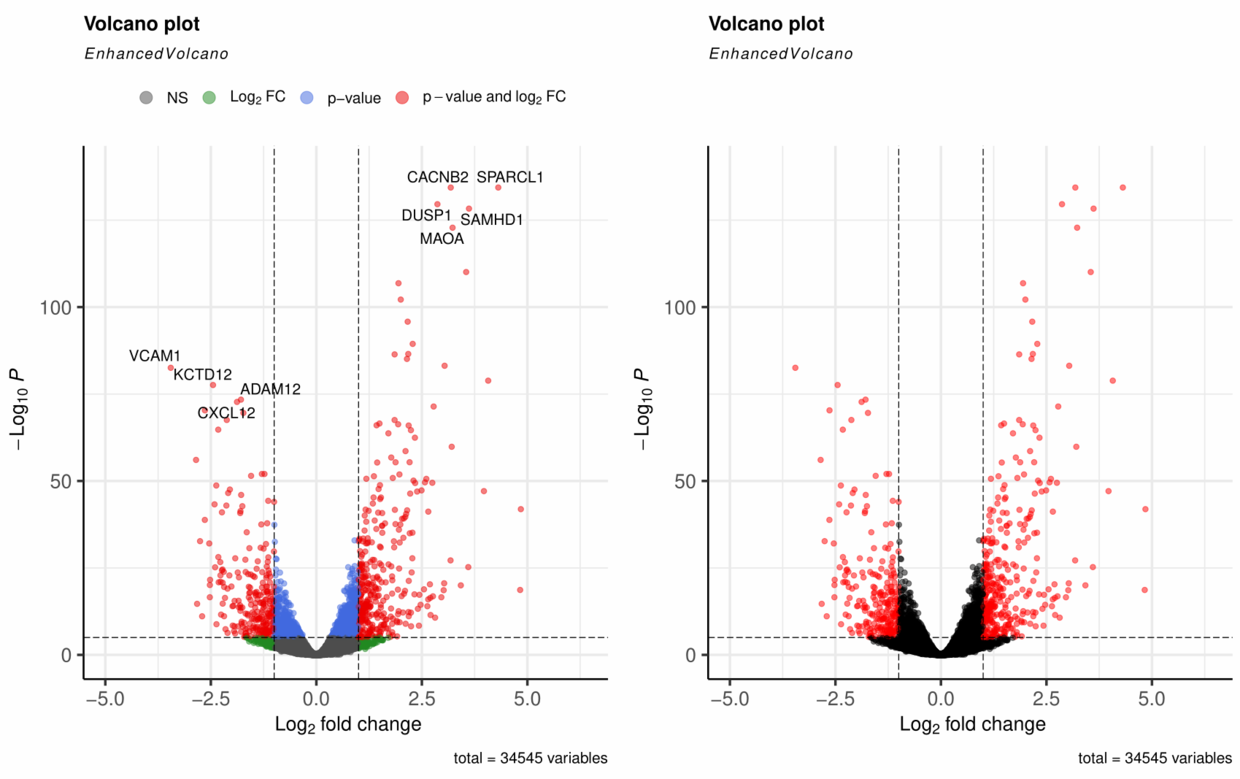 Volcano plot
EnhancedVolcano
NS Log2 FC p−value p − value and log2 FC
CACNB2 SPARCL1
DUSP1 SAMHD1
MAOA
VCAM1
KCTD12
ADAM12
CXCL12
100
50
0
−Log10 P
−5.0 −2.5 0.0 2.5 5.0
Log2 fold change
total = 34545 variables
Volcano plot
EnhancedVolcano
100
50
0
−Log10 P
−5.0 −2.5 0.0 2.5 5.0
Log2 fold change
total = 34545 variables